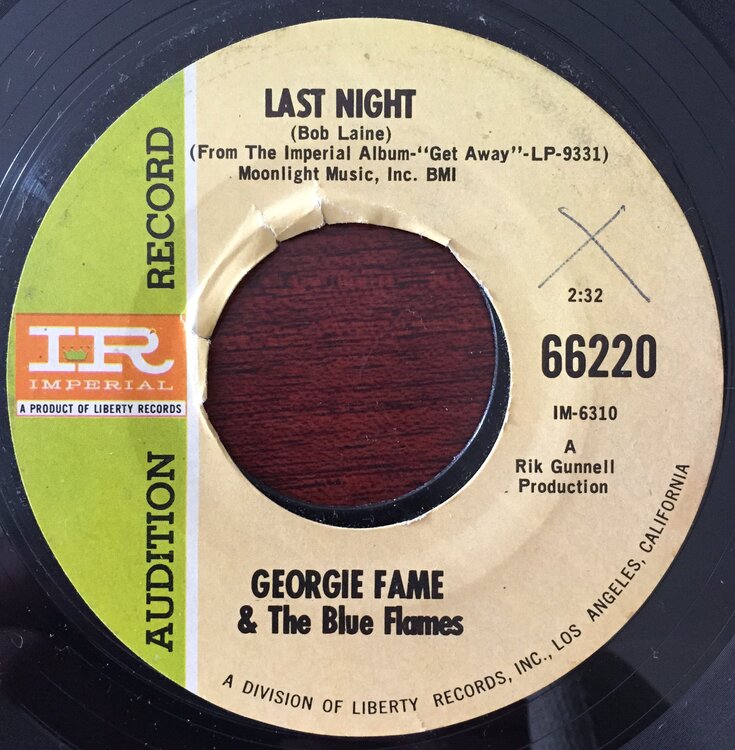 LAST NIGHT
(Bob Laine)
(From The Imperial Album-"Get Away"-LP-9331)
Moonlight Music, Inc. BMI
AUDITION RECORD
IR
IMPERIAL
A PRODUCT OF LIBERTY RECORDS
2:32
66220
IM-6310
A
Rik Gunnell
Production
GEORGIE FAME
& The Blue Flames
A DIVISION OF LIBERTY RECORDS, INC., LOS ANGELES, CALIFORNIA